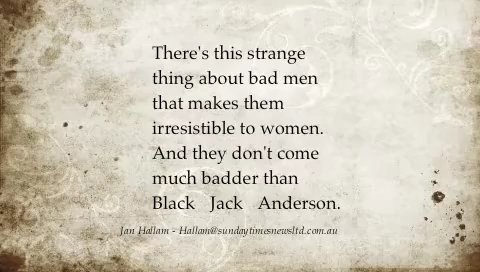 There's this strange
thing about bad men
that makes them
irresistible to women.
And they don't come
much badder than
Black Jack Anderson.
Jan Hallam - Hallam@sundaytimesnewsltd.com.au